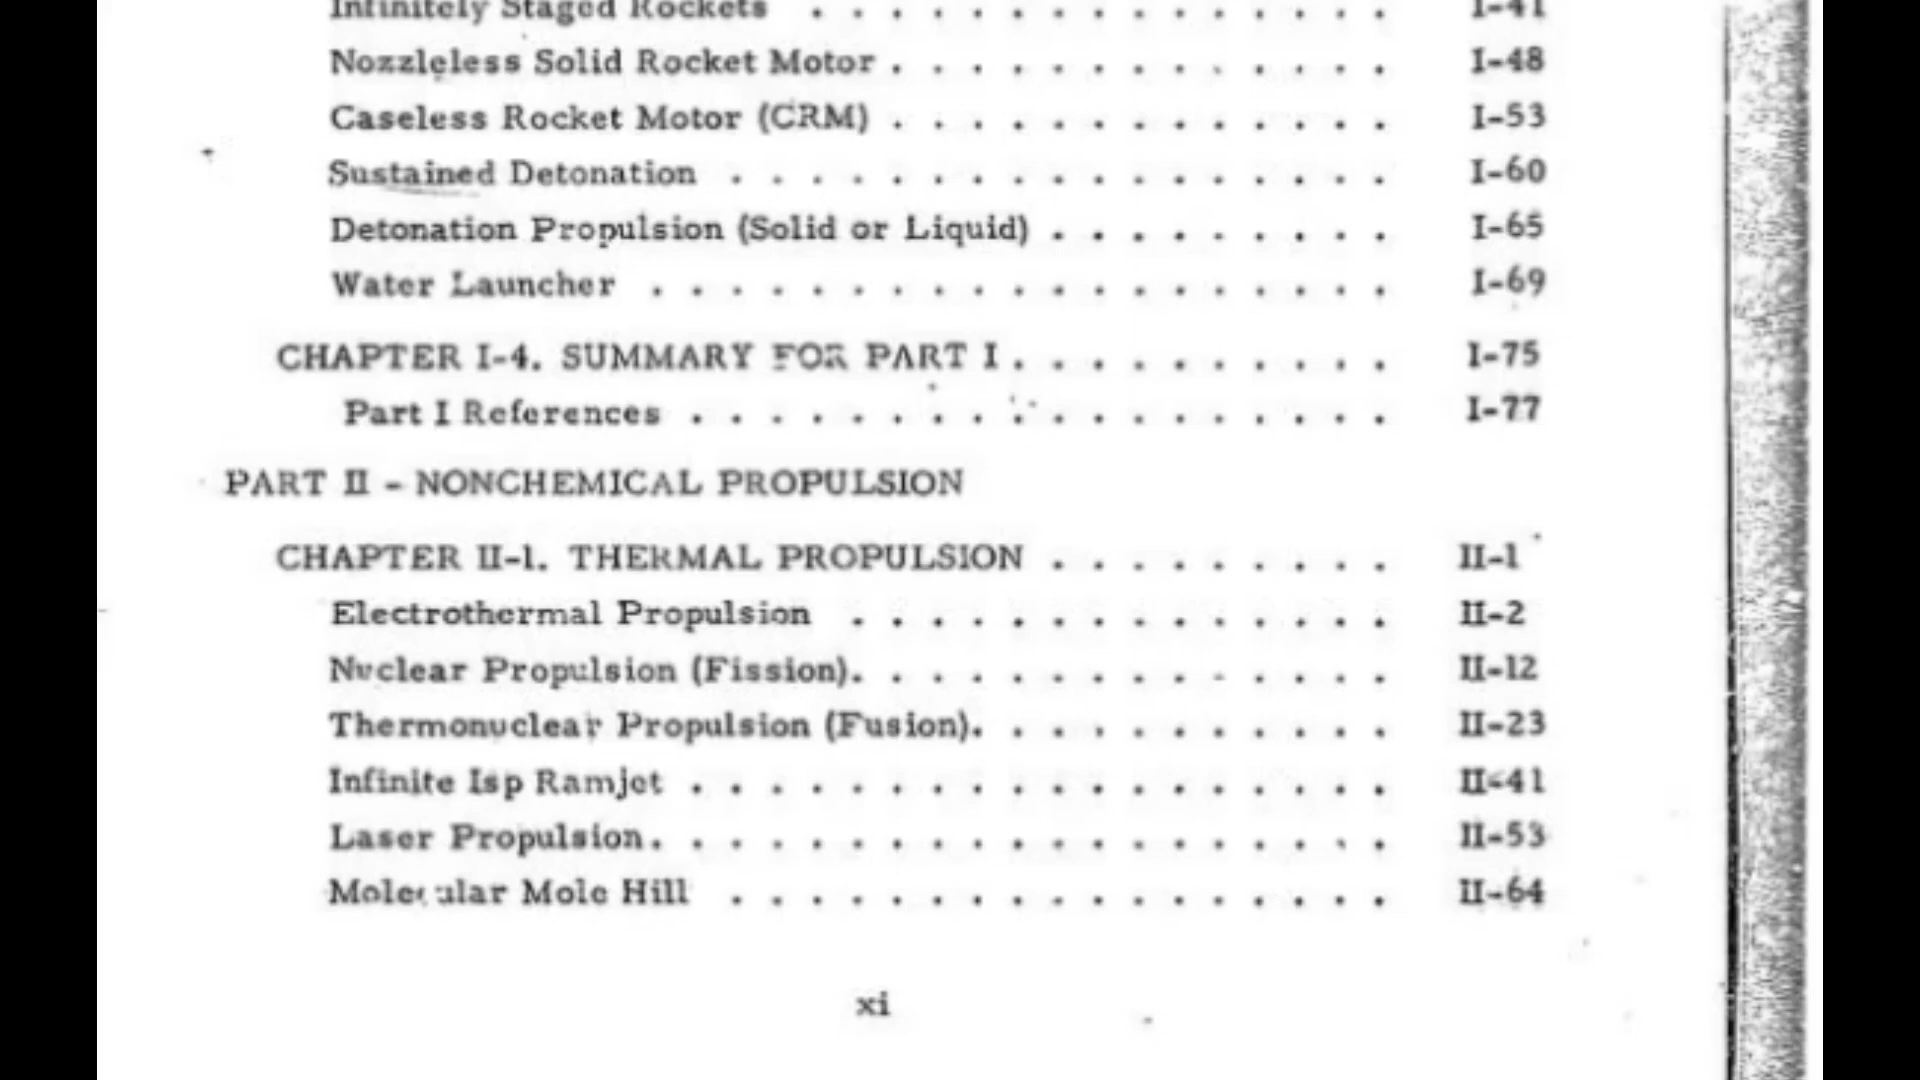 Infinitely Staged Rockets . . . . . . . . . . . . . . . I-41
Nozzleless Solid Rocket Motor . . . . . . . . . . . . . I-48
Caseless Rocket Motor (CRM) . . . . . . . . . . . . . I-53
Sustained Detonation . . . . . . . . . . . . . . . . . I-60
Detonation Propulsion (Solid or Liquid) . . . . . . . . . I-65
Water Launcher . . . . . . . . . . . . . . . . . . . I-69
CHAPTER I-4. SUMMARY FOR PART I . . . . . . . . . . I-75
Part I References . . . . . . . . . . . . . . . . . . I-77
PART II - NONCHEMICAL PROPULSION
CHAPTER II-1. THERMAL PROPULSION . . . . . . . . . II-1
Electrothermal Propulsion . . . . . . . . . . . . . . II-2
Nuclear Propulsion (Fission). . . . . . . . . . . . . . II-12
Thermonuclear Propulsion (Fusion). . . . . . . . . . . II-23
Infinite Isp Ramjet . . . . . . . . . . . . . . . . . . II-41
Laser Propulsion. . . . . . . . . . . . . . . . . . . II-53
Molecular Mole Hill . . . . . . . . . . . . . . . . . II-64
xi